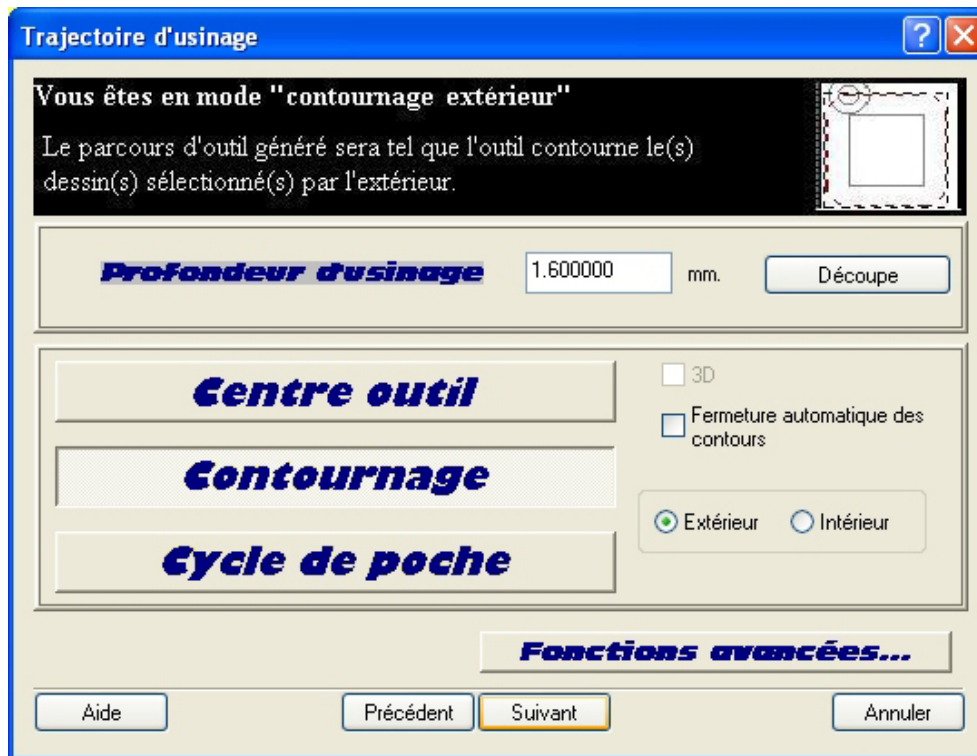 Trajectoire d'usinage
Vous êtes en mode "contournage extérieur"
Le parcours d'outil généré sera tel que l'outil contourne le(s)
dessin(s) sélectionné(s) par l'extérieur.
Profondeur d'usinage 1.600000 mm. Découpe
Centre outil
3D
Fermeture automatique des
contours
Contournage
Extérieur Intérieur
Cycle de poche
Fonctions avancées...
Aide Précédent Suivant Annuler